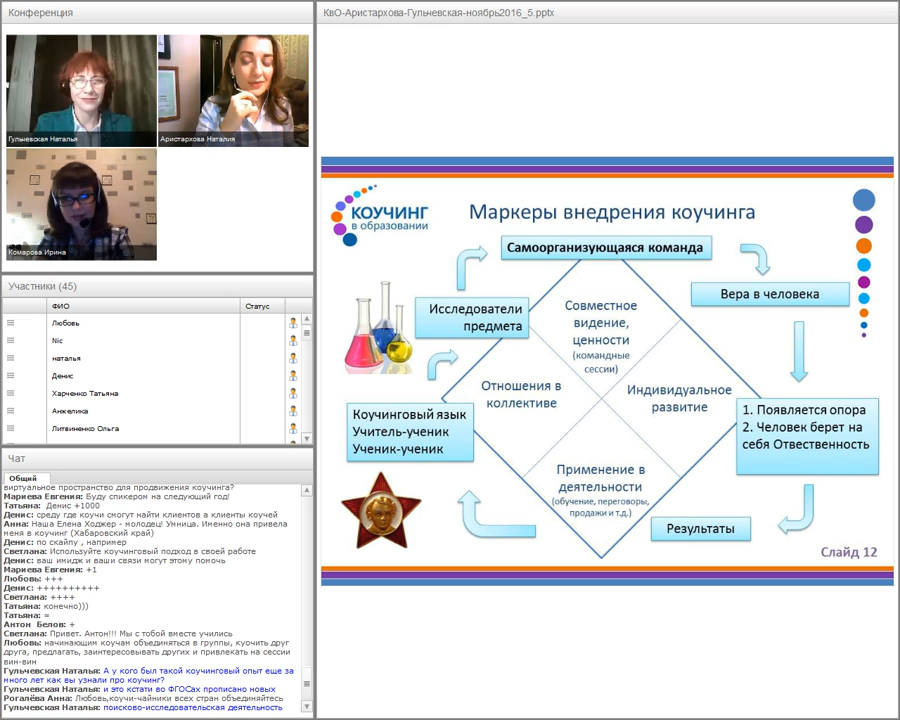 Конференция
Гульчевская Наталья
Аристархова Наталия
Комарова Ирина
Участники (45)
ФИО
Статус
Любовь
Nic
наталья
Денис
Харченко Татьяна
Анжелика
Литвиненко Ольга
Чат
Общий
виртуальное пространство для продвижения коучинга?
Мариева Евгения: Буду спикером на следующий год!
Татьяна: Денис +1000
Денис: среду где коучи смогут найти клиентов а клиенты коучей
Анна: Наша Елена Ходжер - молодец! Умница. Именно она привела
меня в коучинг (Хабаровский край)
Денис: по скайпу , например
Светлана: Используйте коучинговый подход в своей работе
Денис: ваш имидж и ваши связи могут этому помочь
Мариева Евгения: +1
Любовь: +++
Денис: ++++++++++
Светлана: ++++
Татьяна: конечно)))
Татьяна: =
Антон Белов: +
Светлана: Привет. Антон!!! Мы с тобой вместе учились
Любовь: начинающим коучам объединяться в группы, куочить друг
друга, предлагать, заинтересовывать других и привлекать на сессии
вин-вин
Гульчевская Наталья: А у кого был такой коучинговый опыт еще за
много лет как вы узнали про коучинг?
Гульчевская Наталья: и это кстати во ФГОСах прописано новых
Рогалёва Анна: Любовь,коучи-чайники всех стран объединяйтесь
Гульчевская Наталья: поисково-исследовательская деятельность
КвО-Аристархова-Гульчевская-ноябрь2016_5.pptx
КОУЧИНГ
в образовании
Маркеры внедрения коучинга
Самоорганизующаяся команда
Вера в человека
Исследователи
предмета
Совместное
видение,
ценности
(командные
сессии)
Отношения в
коллективе
Индивидуальное
развитие
Коучинговый язык
Учитель-ученик
Ученик-ученик
1. Появляется опора
2. Человек берет на
себя Отвественность
Применение в
деятельности
(обучение, переговоры,
продажи и т.д.)
Результаты
Слайд 12